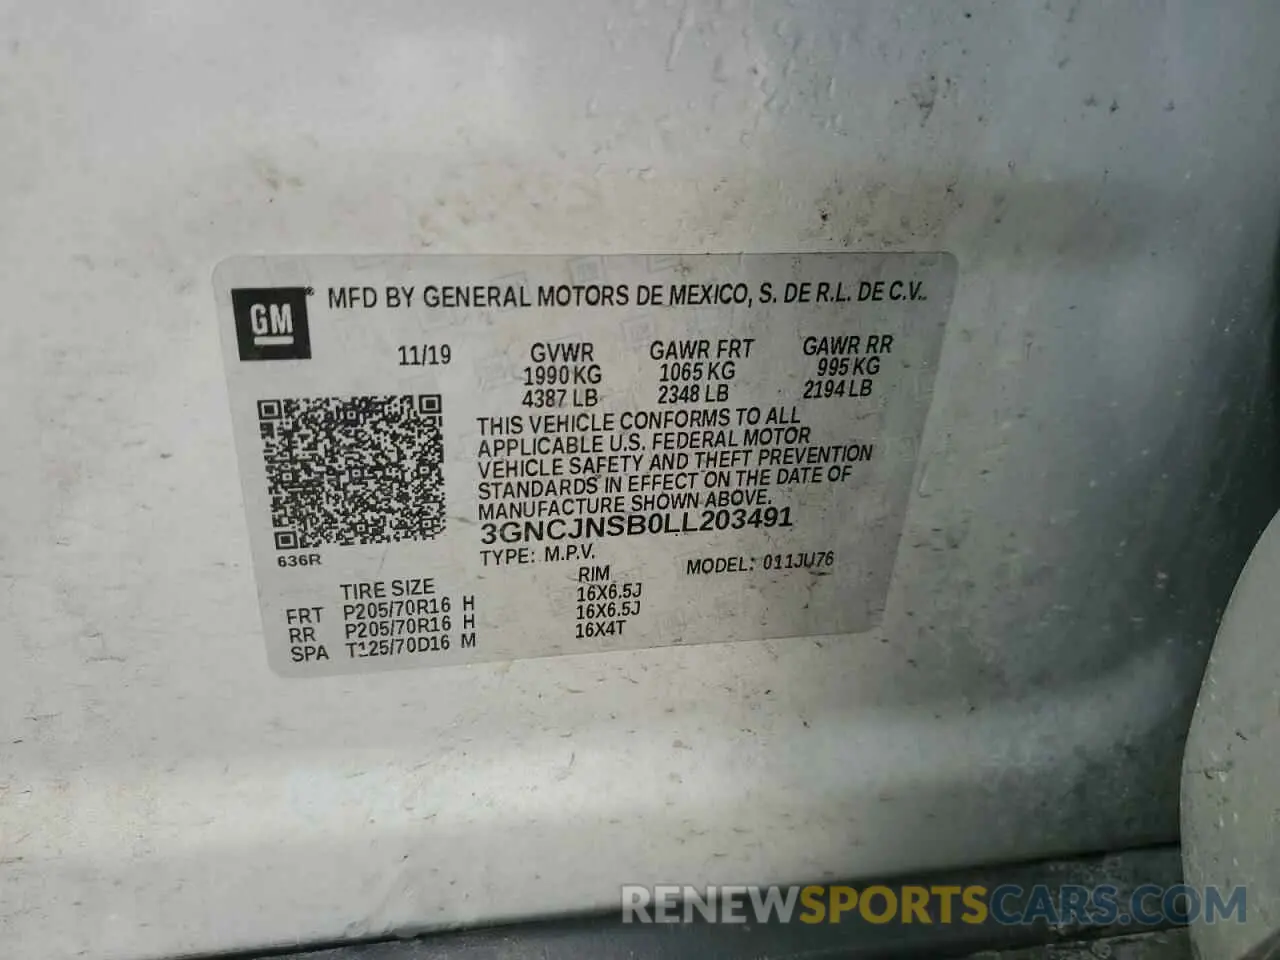 GM® MFD BY GENERAL MOTORS DE MEXICO, S. DE R.L. DE C.V..
11/19 GVWR GAWR FRT GAWR RR
1990 KG 1065 KG 995 KG
4387 LB 2348 LB 2194 LB
THIS VEHICLE CONFORMS TO ALL
APPLICABLE U.S. FEDERAL MOTOR
VEHICLE SAFETY AND THEFT PREVENTION
STANDARDS IN EFFECT ON THE DATE OF
MANUFACTURE SHOWN ABOVE.
3GNCJNSB0LL203491
636R TYPE: M.P.V. MODEL: 011JU76
TIRE SIZE RIM
FRT P205/70R16 H 16X6.5J
RR P205/70R16 H 16X6.5J
SPA T125/70D16 M 16X4T
RENEWSPORTSCARS.COM